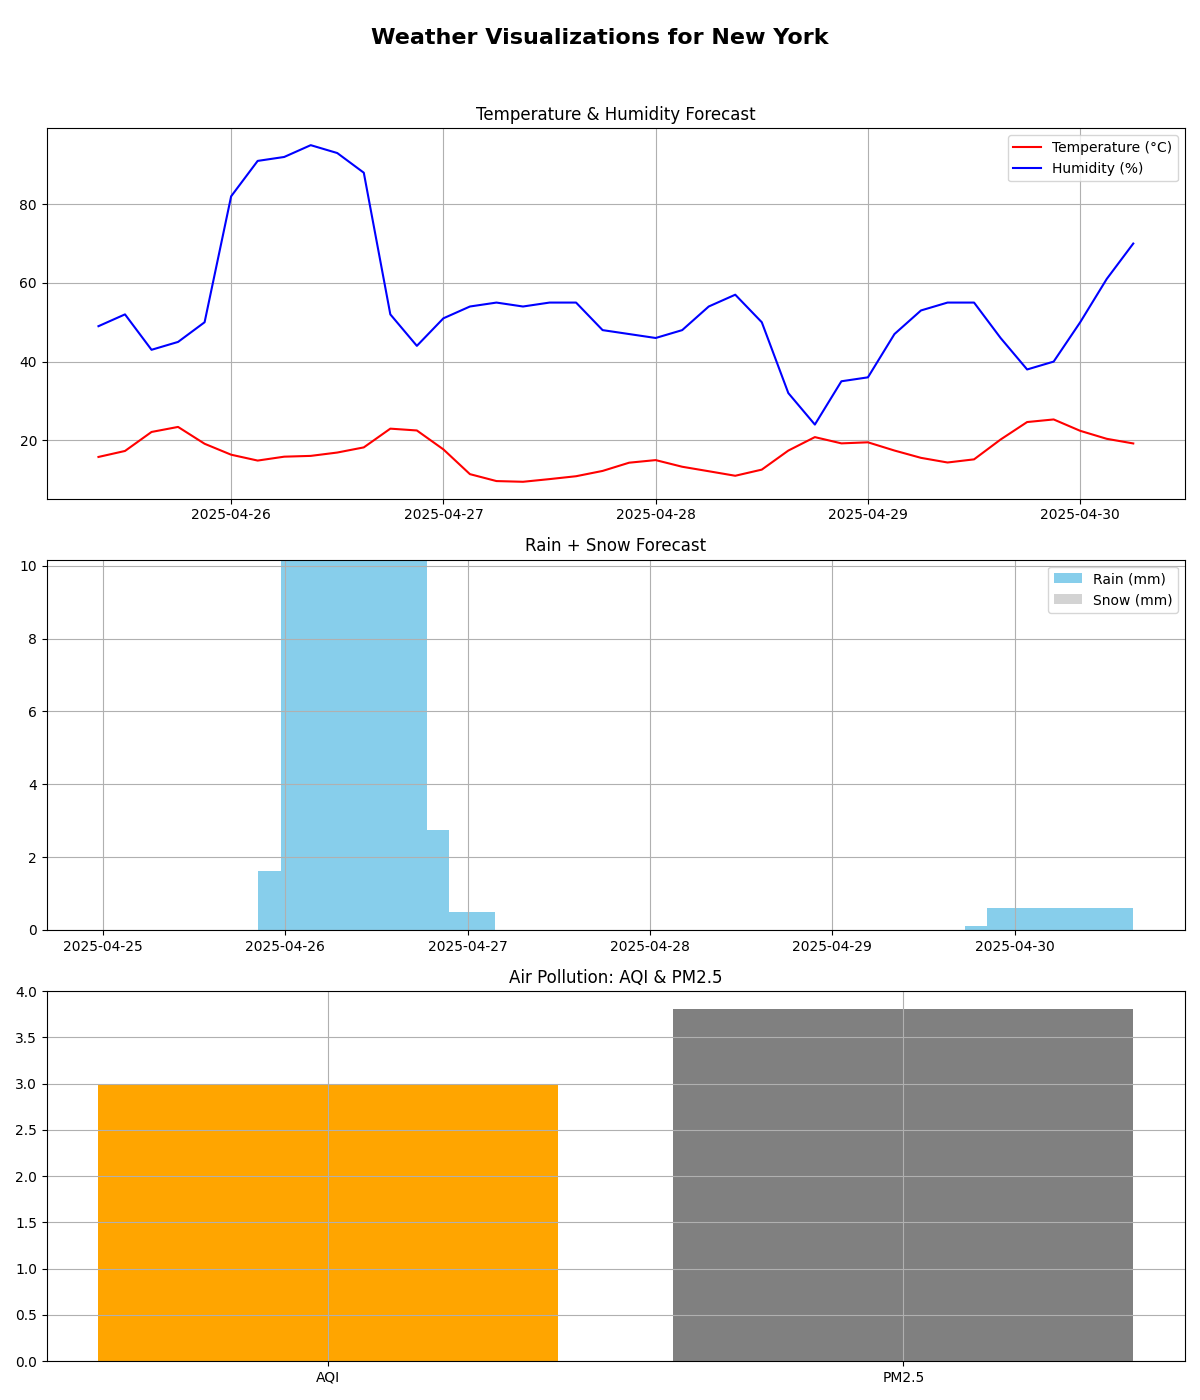 Weather Visualizations for New York
Temperature & Humidity Forecast
Temperature (°C)
Humidity (%)
80
60
40
20
2025-04-26 2025-04-27 2025-04-28 2025-04-29 2025-04-30
Rain + Snow Forecast
Rain (mm)
Snow (mm)
10
8
6
4
2
0
2025-04-25 2025-04-26 2025-04-27 2025-04-28 2025-04-29 2025-04-30
Air Pollution: AQI & PM2.5
4.0
3.5
3.0
2.5
2.0
1.5
1.0
0.5
0.0
AQI PM2.5